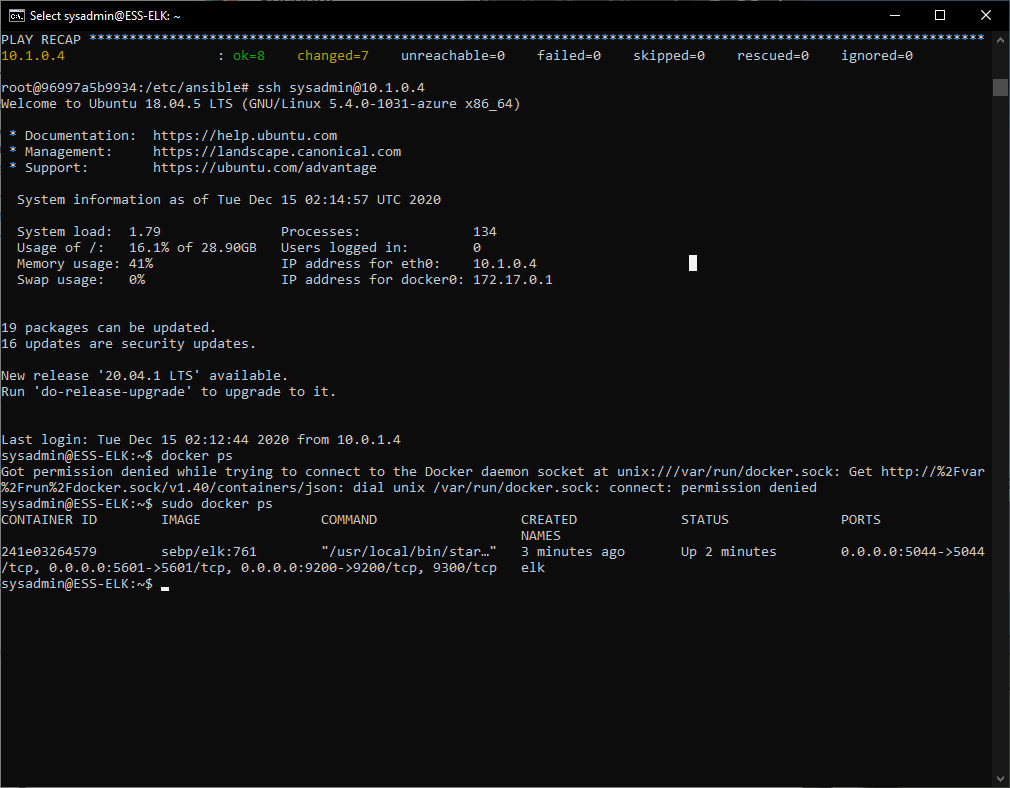 Select sysadmin@ESS-ELK: ~
PLAY RECAP ****************************************************************************************************************
10.1.0.4                   : ok=8    changed=7    unreachable=0    failed=0    skipped=0    rescued=0    ignored=0
root@96997a5b9934:/etc/ansible# ssh sysadmin@10.1.0.4
Welcome to Ubuntu 18.04.5 LTS (GNU/Linux 5.4.0-1031-azure x86_64)
* Documentation:  https://help.ubuntu.com
* Management:     https://landscape.canonical.com
* Support:        https://ubuntu.com/advantage
System information as of Tue Dec 15 02:14:57 UTC 2020
System load:  1.79              Processes:              134
Usage of /:   16.1% of 28.90GB   Users logged in:        0
Memory usage: 41%                IP address for eth0:    10.1.0.4
Swap usage:   0%                 IP address for docker0: 172.17.0.1
19 packages can be updated.
16 updates are security updates.
New release '20.04.1 LTS' available.
Run 'do-release-upgrade' to upgrade to it.
Last login: Tue Dec 15 02:12:44 2020 from 10.0.1.4
sysadmin@ESS-ELK:~$ docker ps
Got permission denied while trying to connect to the Docker daemon socket at unix:///var/run/docker.sock: Get http://%2Fvar
%2Frun%2Fdocker.sock/v1.40/containers/json: dial unix /var/run/docker.sock: connect: permission denied
sysadmin@ESS-ELK:~$ sudo docker ps
CONTAINER ID        IMAGE               COMMAND                  CREATED             STATUS              PORTS
NAMES
241e03264579        sebp/elk:761        "/usr/local/bin/star…"   3 minutes ago       Up 2 minutes        0.0.0.0:5044->5044
/tcp, 0.0.0.0:5601->5601/tcp, 0.0.0.0:9200->9200/tcp, 9300/tcp   elk
sysadmin@ESS-ELK:~$